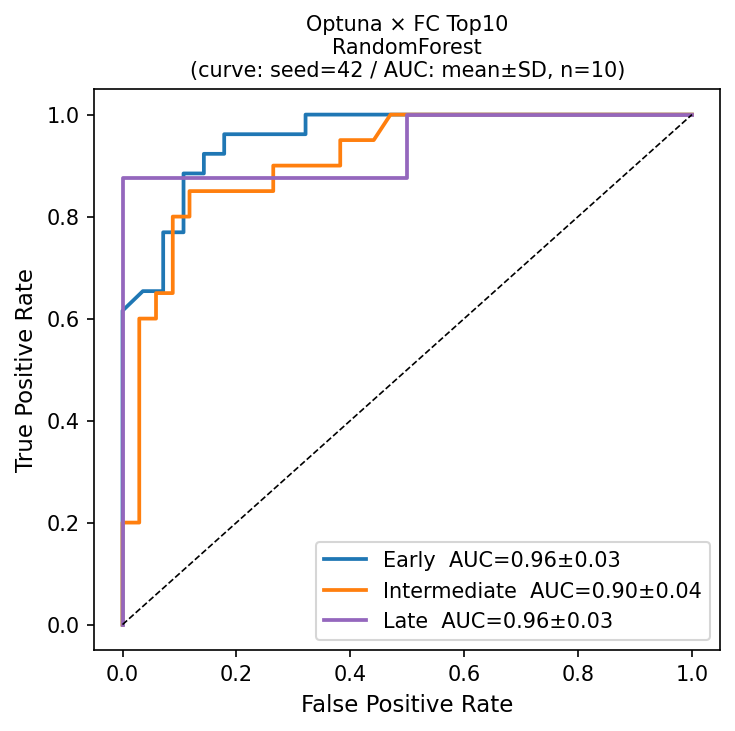 Optuna × FC Top10
RandomForest
(curve: seed=42 / AUC: mean±SD, n=10)
1.0
0.8
0.6
0.4
0.2
0.0
True Positive Rate
Early AUC=0.96±0.03
Intermediate AUC=0.90±0.04
Late AUC=0.96±0.03
0.0 0.2 0.4 0.6 0.8 1.0
False Positive Rate